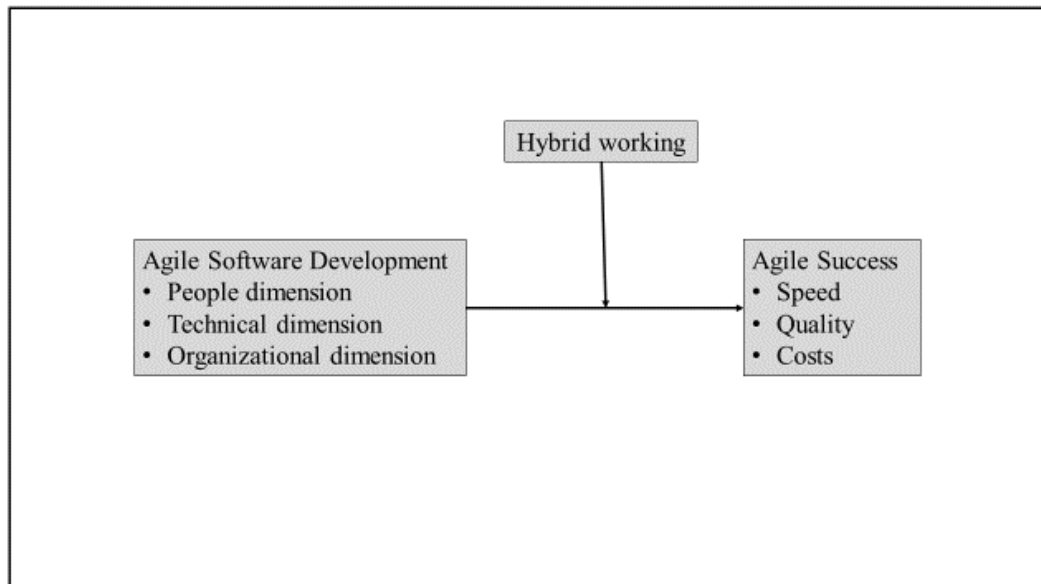 Hybrid working
Agile Software Development
• People dimension
• Technical dimension
• Organizational dimension
Agile Success
• Speed
• Quality
• Costs